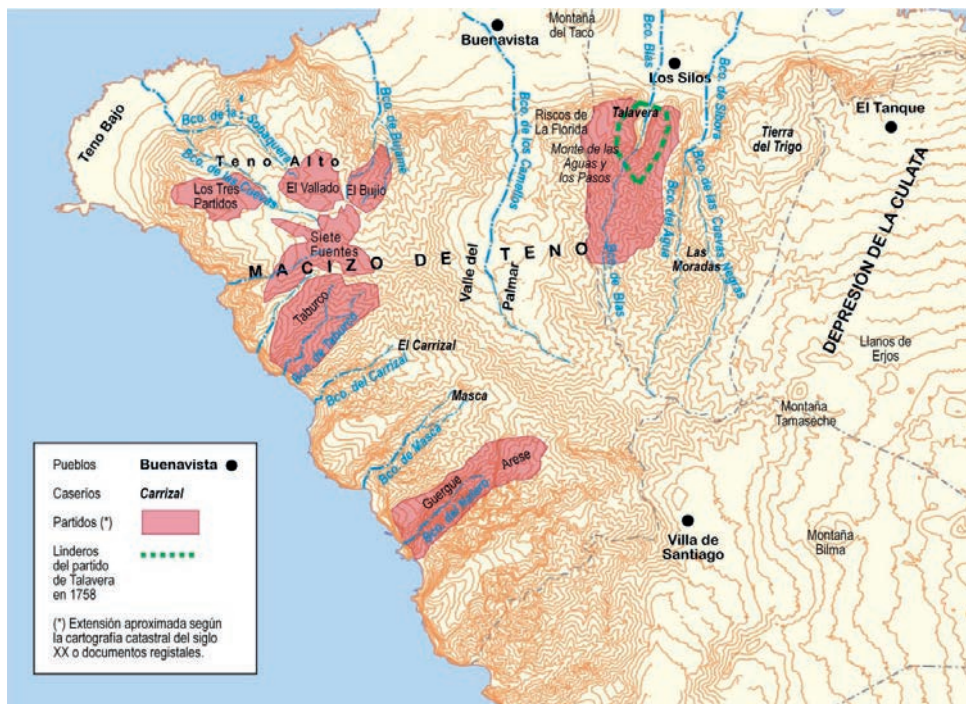 Buenavista
Montaña
del Taco
Bco. Blás
Los Silos
Bco. de Sibora
El Tanque
Teno Bajo
Bco. de la
Sobaquera
Bco. de Bujame
Bco. de los Camellos
Riscos de
La Florida
Talavera
Tierra
del Trigo
Monte de las
Aguas y
los Pasos
Teno Alto
Bco. de las Cuevas
Los Tres
Partidos
El Vallado
El Bujío
Siete
Fuentes
MACIZO DE TENO
Valle del
Palmar
Bco. de Blas
Bco. del Agua
Bco. de las Cuevas Negras
Las
Moradas
DEPRESIÓN DE LA CULATA
Taburco
Bco. de Taburco
El Carrizal
Bco. del Carrizal
Llanos de
Erjos
Masca
Bco. de Masca
Montaña
Tamaseche
Guergue
Arese
Bco. del Natero
Villa de
Santiago
Montaña
Bilma
Pueblos
Buenavista
Caseríos
Carrizal
Partidos (*)
Linderos
del partido
de Talavera
en 1758
(*) Extensión aproximada según
la cartografía catastral del siglo
XX o documentos registales.